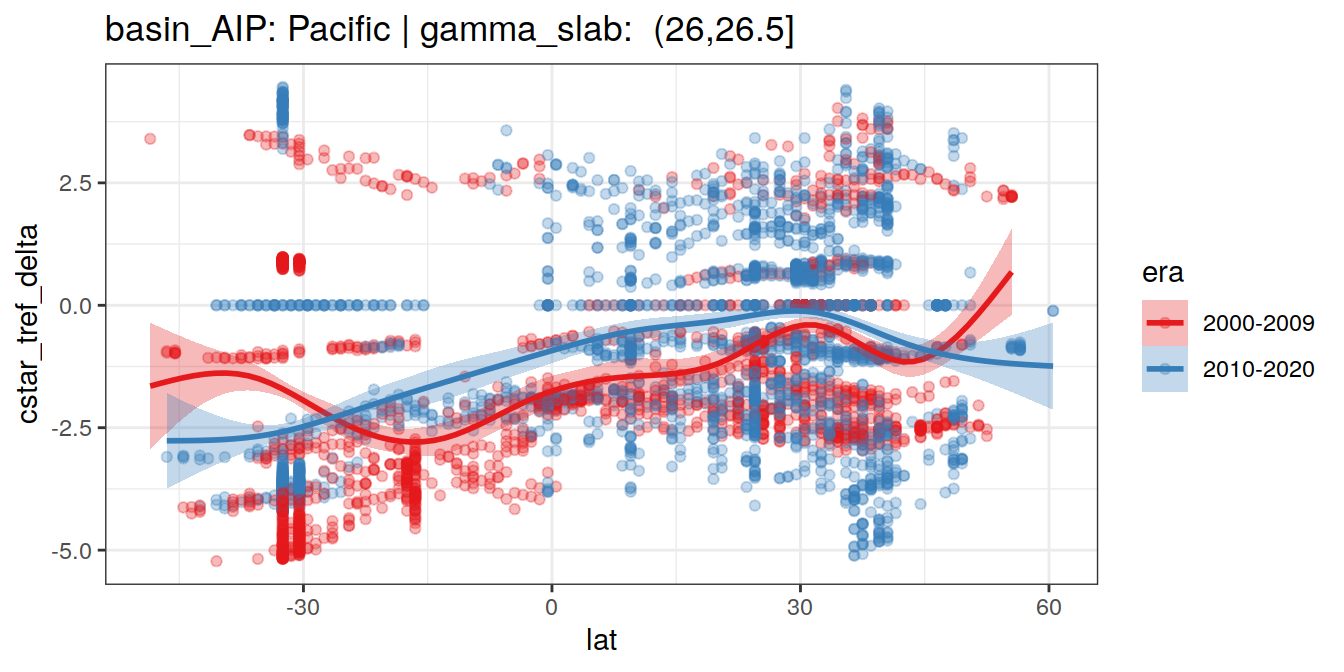 basin_AIP: Pacific | gamma_slab:  (26,26.5]
cstar_tref_delta
2.5
0.0
-2.5
-5.0
-30
0
30
60
lat
era
2000-2009
2010-2020